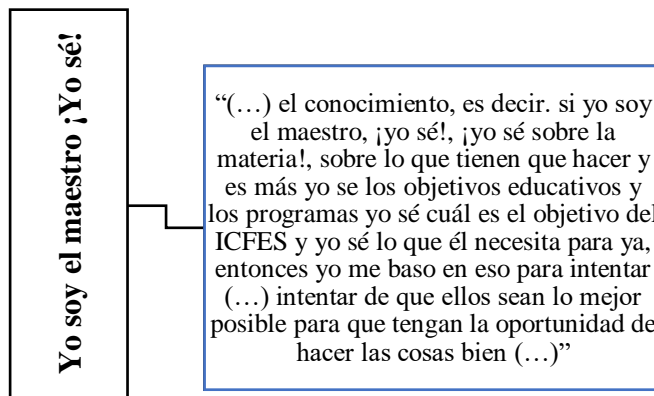 Yo soy el maestro ¡Yo sé!
“(…) el conocimiento, es decir. si yo soy
el maestro, ¡yo sé!, ¡yo sé sobre la
materia!, sobre lo que tienen que hacer y
es más yo se los objetivos educativos y
los programas yo sé cuál es el objetivo del
ICFES y yo sé lo que él necesita para ya,
entonces yo me baso en eso para intentar
(…) intentar de que ellos sean lo mejor
posible para que tengan la oportunidad de
hacer las cosas bien (…)”